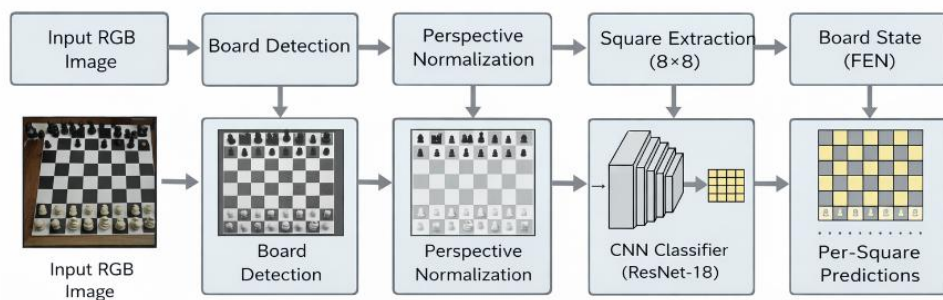 Input RGB
Image
Board Detection
Perspective
Normalization
Square Extraction
(8×8)
Board State
(FEN)
Input RGB
Image
Board
Detection
Perspective
Normalization
CNN Classifier
(ResNet-18)
Per-Square
Predictions